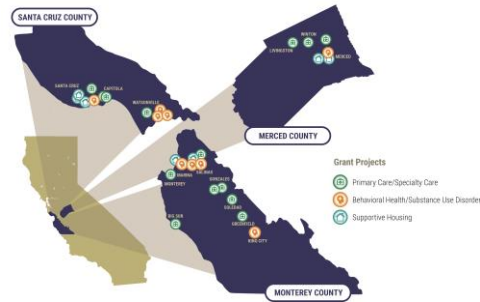 SANTA CRUZ COUNTY
WINTON
LIVINGSTON
MERCED
SANTA CRUZ
CAPITOLA
WATSONVILLE
MERCED COUNTY
Grant Projects
Primary Care/Specialty Care
Behavioral Health/Substance Use Disorder
Supportive Housing
SALINAS
MARINA
MONTEREY
GONZALES
SOLEDAD
BIG SUR
GREENFIELD
KING CITY
MONTEREY COUNTY